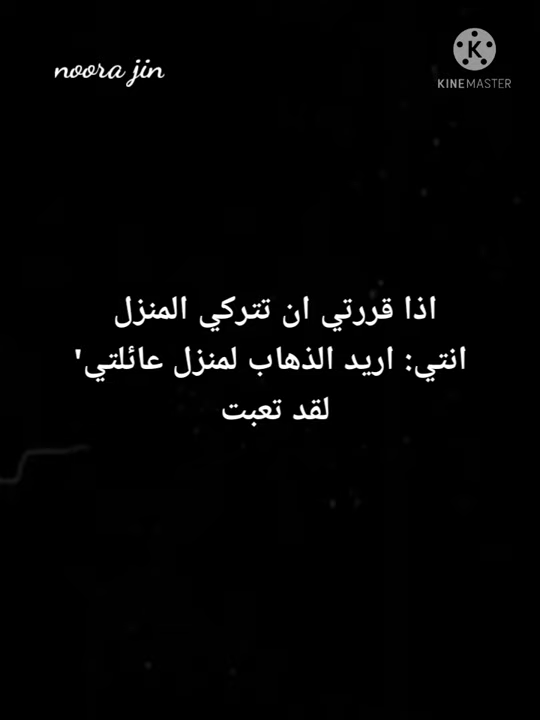 noora jin
KINEMASTER
اذا قررتي ان تتركي المنزل
انتي: اريد الذهاب لمنزل عائلتي'
لقد تعبت